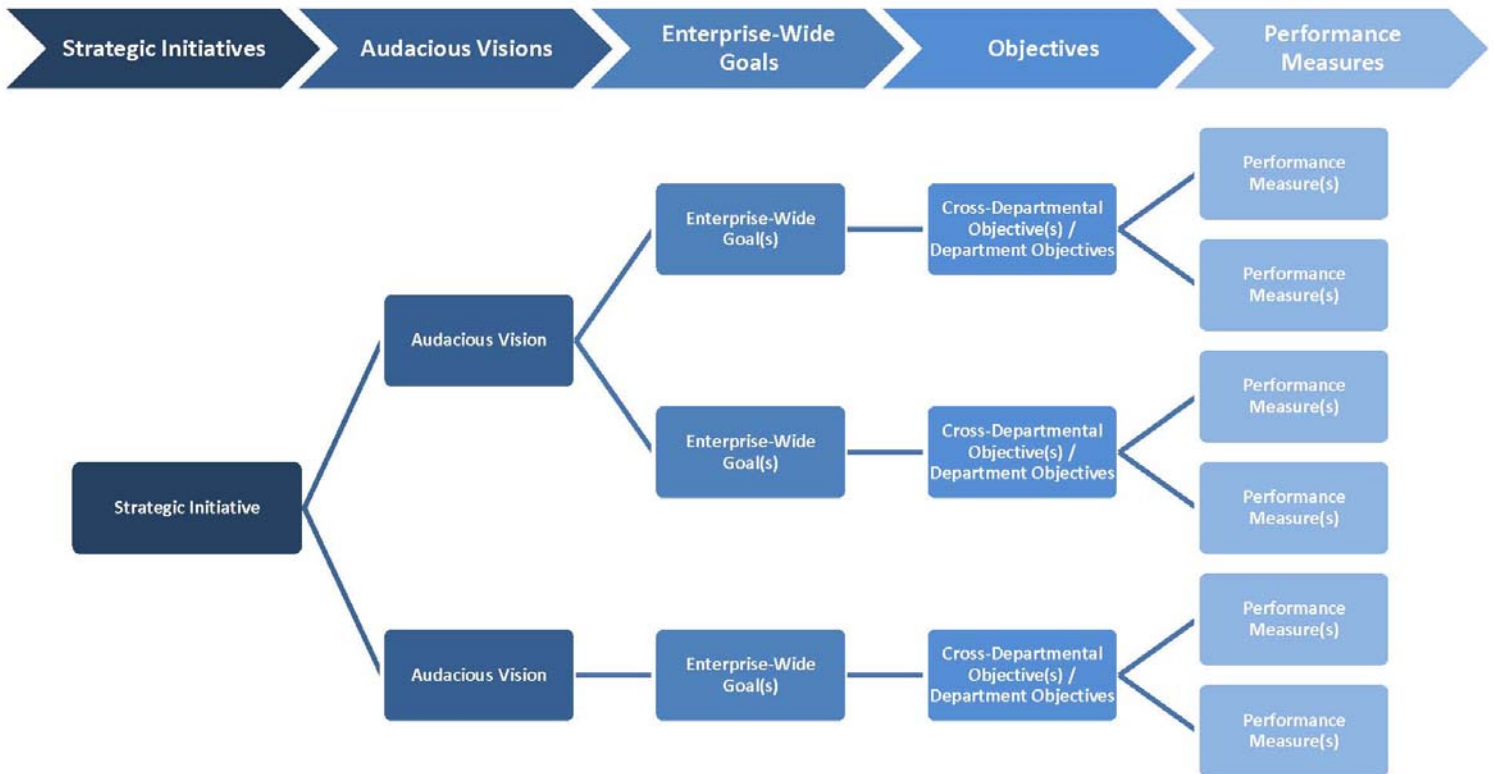 Strategic Initiatives
Audacious Visions
Enterprise-Wide
Goals
Objectives
Performance
Measures
Performance
Measure(s)
Enterprise-Wide
Goal(s)
Cross-Departmental
Objective(s) /
Department Objectives
Performance
Measure(s)
Audacious Vision
Performance
Measure(s)
Enterprise-Wide
Goal(s)
Cross-Departmental
Objective(s) /
Department Objectives
Performance
Measure(s)
Strategic Initiative
Performance
Measure(s)
Audacious Vision
Enterprise-Wide
Goal(s)
Cross-Departmental
Objective(s) /
Department Objectives
Performance
Measure(s)